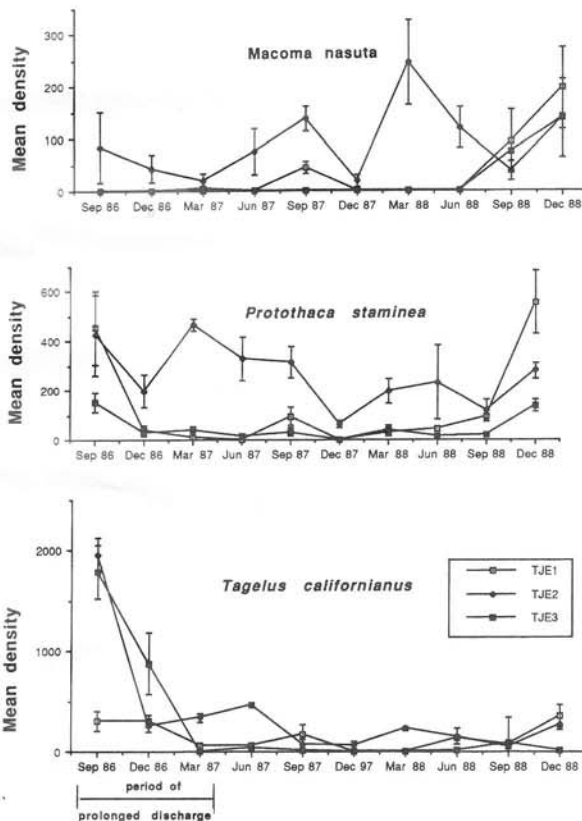 Macoma nasuta
Mean density
300
200
100
0
Sep 86 Dec 86 Mar 87 Jun 87 Sep 87 Dec 87 Mar 88 Jun 88 Sep 88 Dec 88
Protothaca staminea
Mean density
600
400
200
0
Sep 86 Dec 86 Mar 87 Jun 87 Sep 87 Dec 87 Mar 88 Jun 88 Sep 88 Dec 88
Tagelus californianus
Mean density
2000
1000
0
TJE1
TJE2
TJE3
Sep 86 Dec 86 Mar 87 Jun 87 Sep 87 Dec 97 Mar 88 Jun 88 Sep 88 Dec 88
period of
prolonged discharge